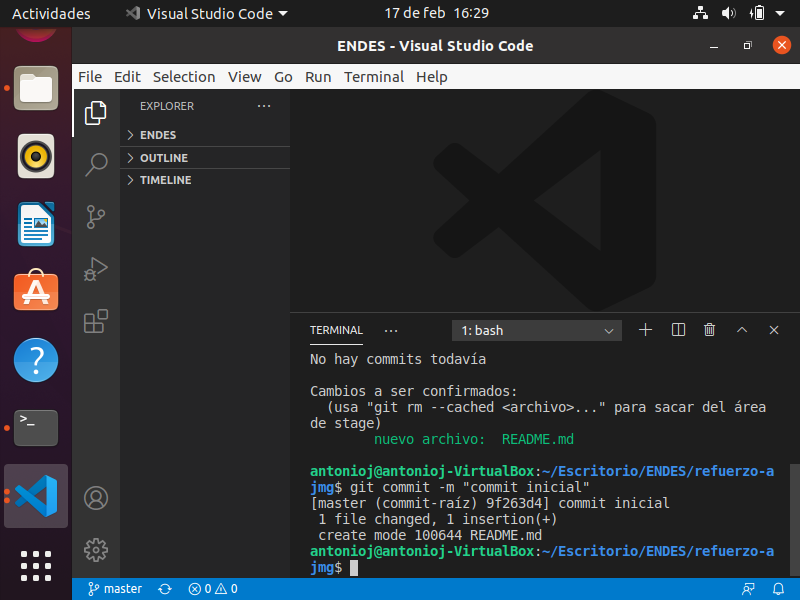 Actividades
Visual Studio Code
17 de feb 16:29
ENDES - Visual Studio Code
File Edit Selection View Go Run Terminal Help
EXPLORER
ENDES
OUTLINE
TIMELINE
TERMINAL
1: bash
No hay commits todavía
Cambios a ser confirmados:
(usa "git rm --cached <archivo>..." para sacar del área
de stage)
nuevo archivo: README.md
antonioj@antonioj-VirtualBox:~/Escritorio/ENDES/refuerzo-a
jmg$ git commit -m "commit inicial"
[master (commit-raíz) 9f263d4] commit inicial
1 file changed, 1 insertion(+)
create mode 100644 README.md
antonioj@antonioj-VirtualBox:~/Escritorio/ENDES/refuerzo-a
jmg$
master 0 0